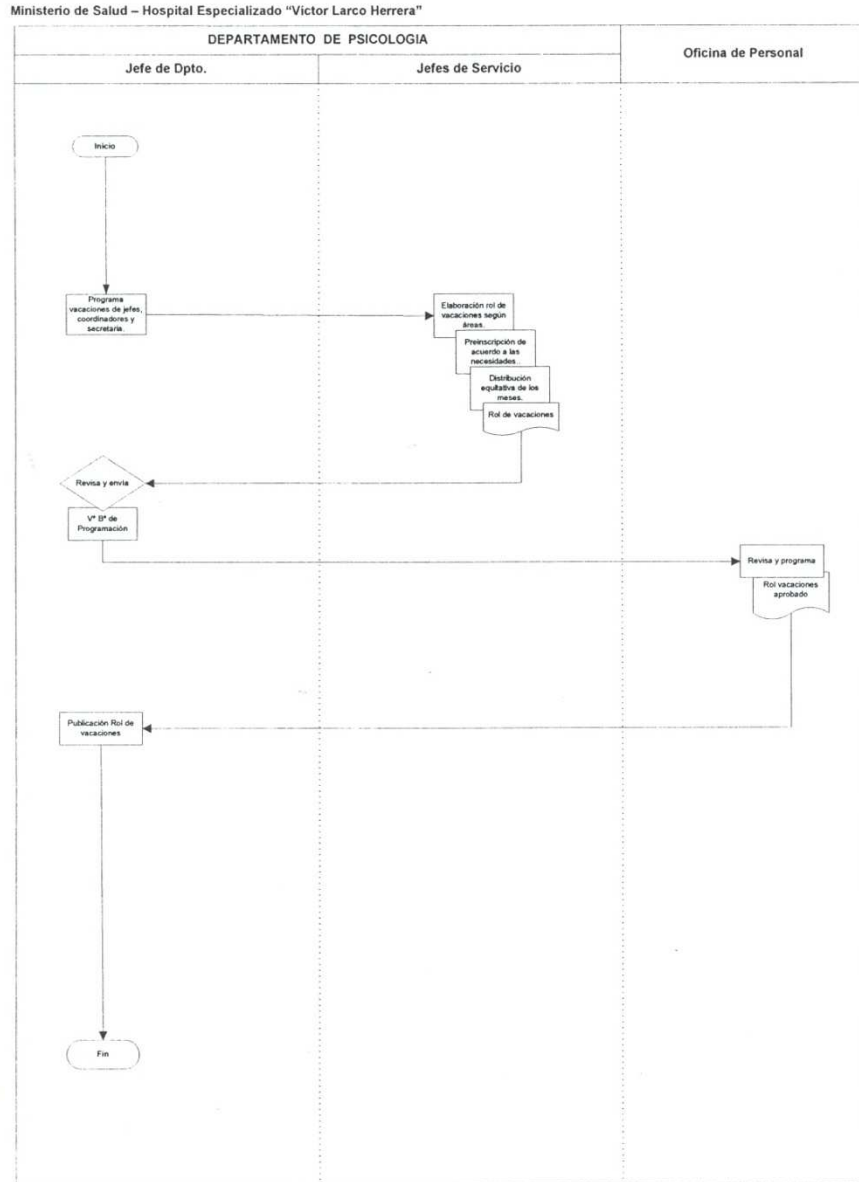 Ministerio de Salud – Hospital Especializado “Victor Larco Herrera”
DEPARTAMENTO DE PSICOLOGIA
Oficina de Personal
Jefe de Dpto.
Jefes de Servicio
Inicio
Programa
vacaciones de jefes,
coordinadores y
secretaria.
Elaboración rol de
vacaciones según
áreas.
Preinscripción de
acuerdo a las
necesidades.
Distribución
equitativa de los
meses.
Rol de vacaciones
Revisa y envía
V° B° de
Programación
Revisa y programa
Rol vacaciones
aprobado
Publicación Rol de
vacaciones
Fin